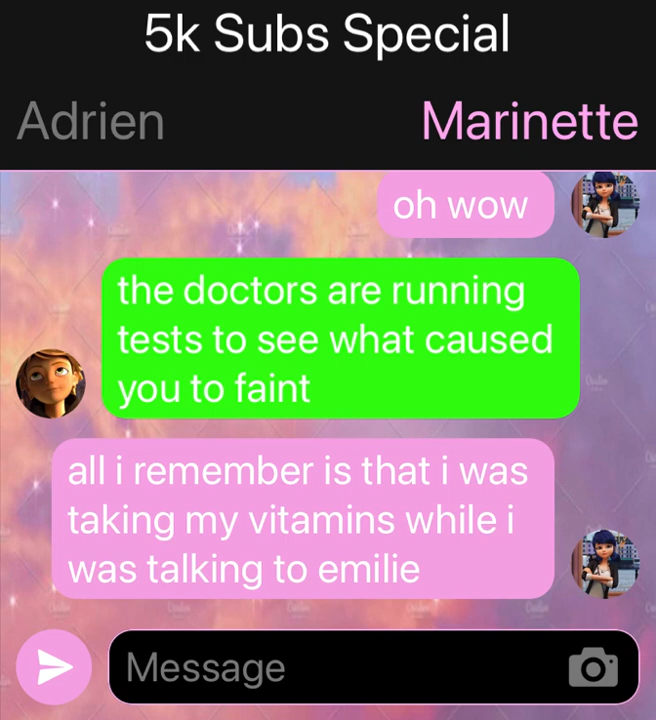 5k Subs Special
Adrien
Marinette
oh wow
the doctors are running
tests to see what caused
you to faint
all i remember is that i was
taking my vitamins while i
was talking to emilie
Message